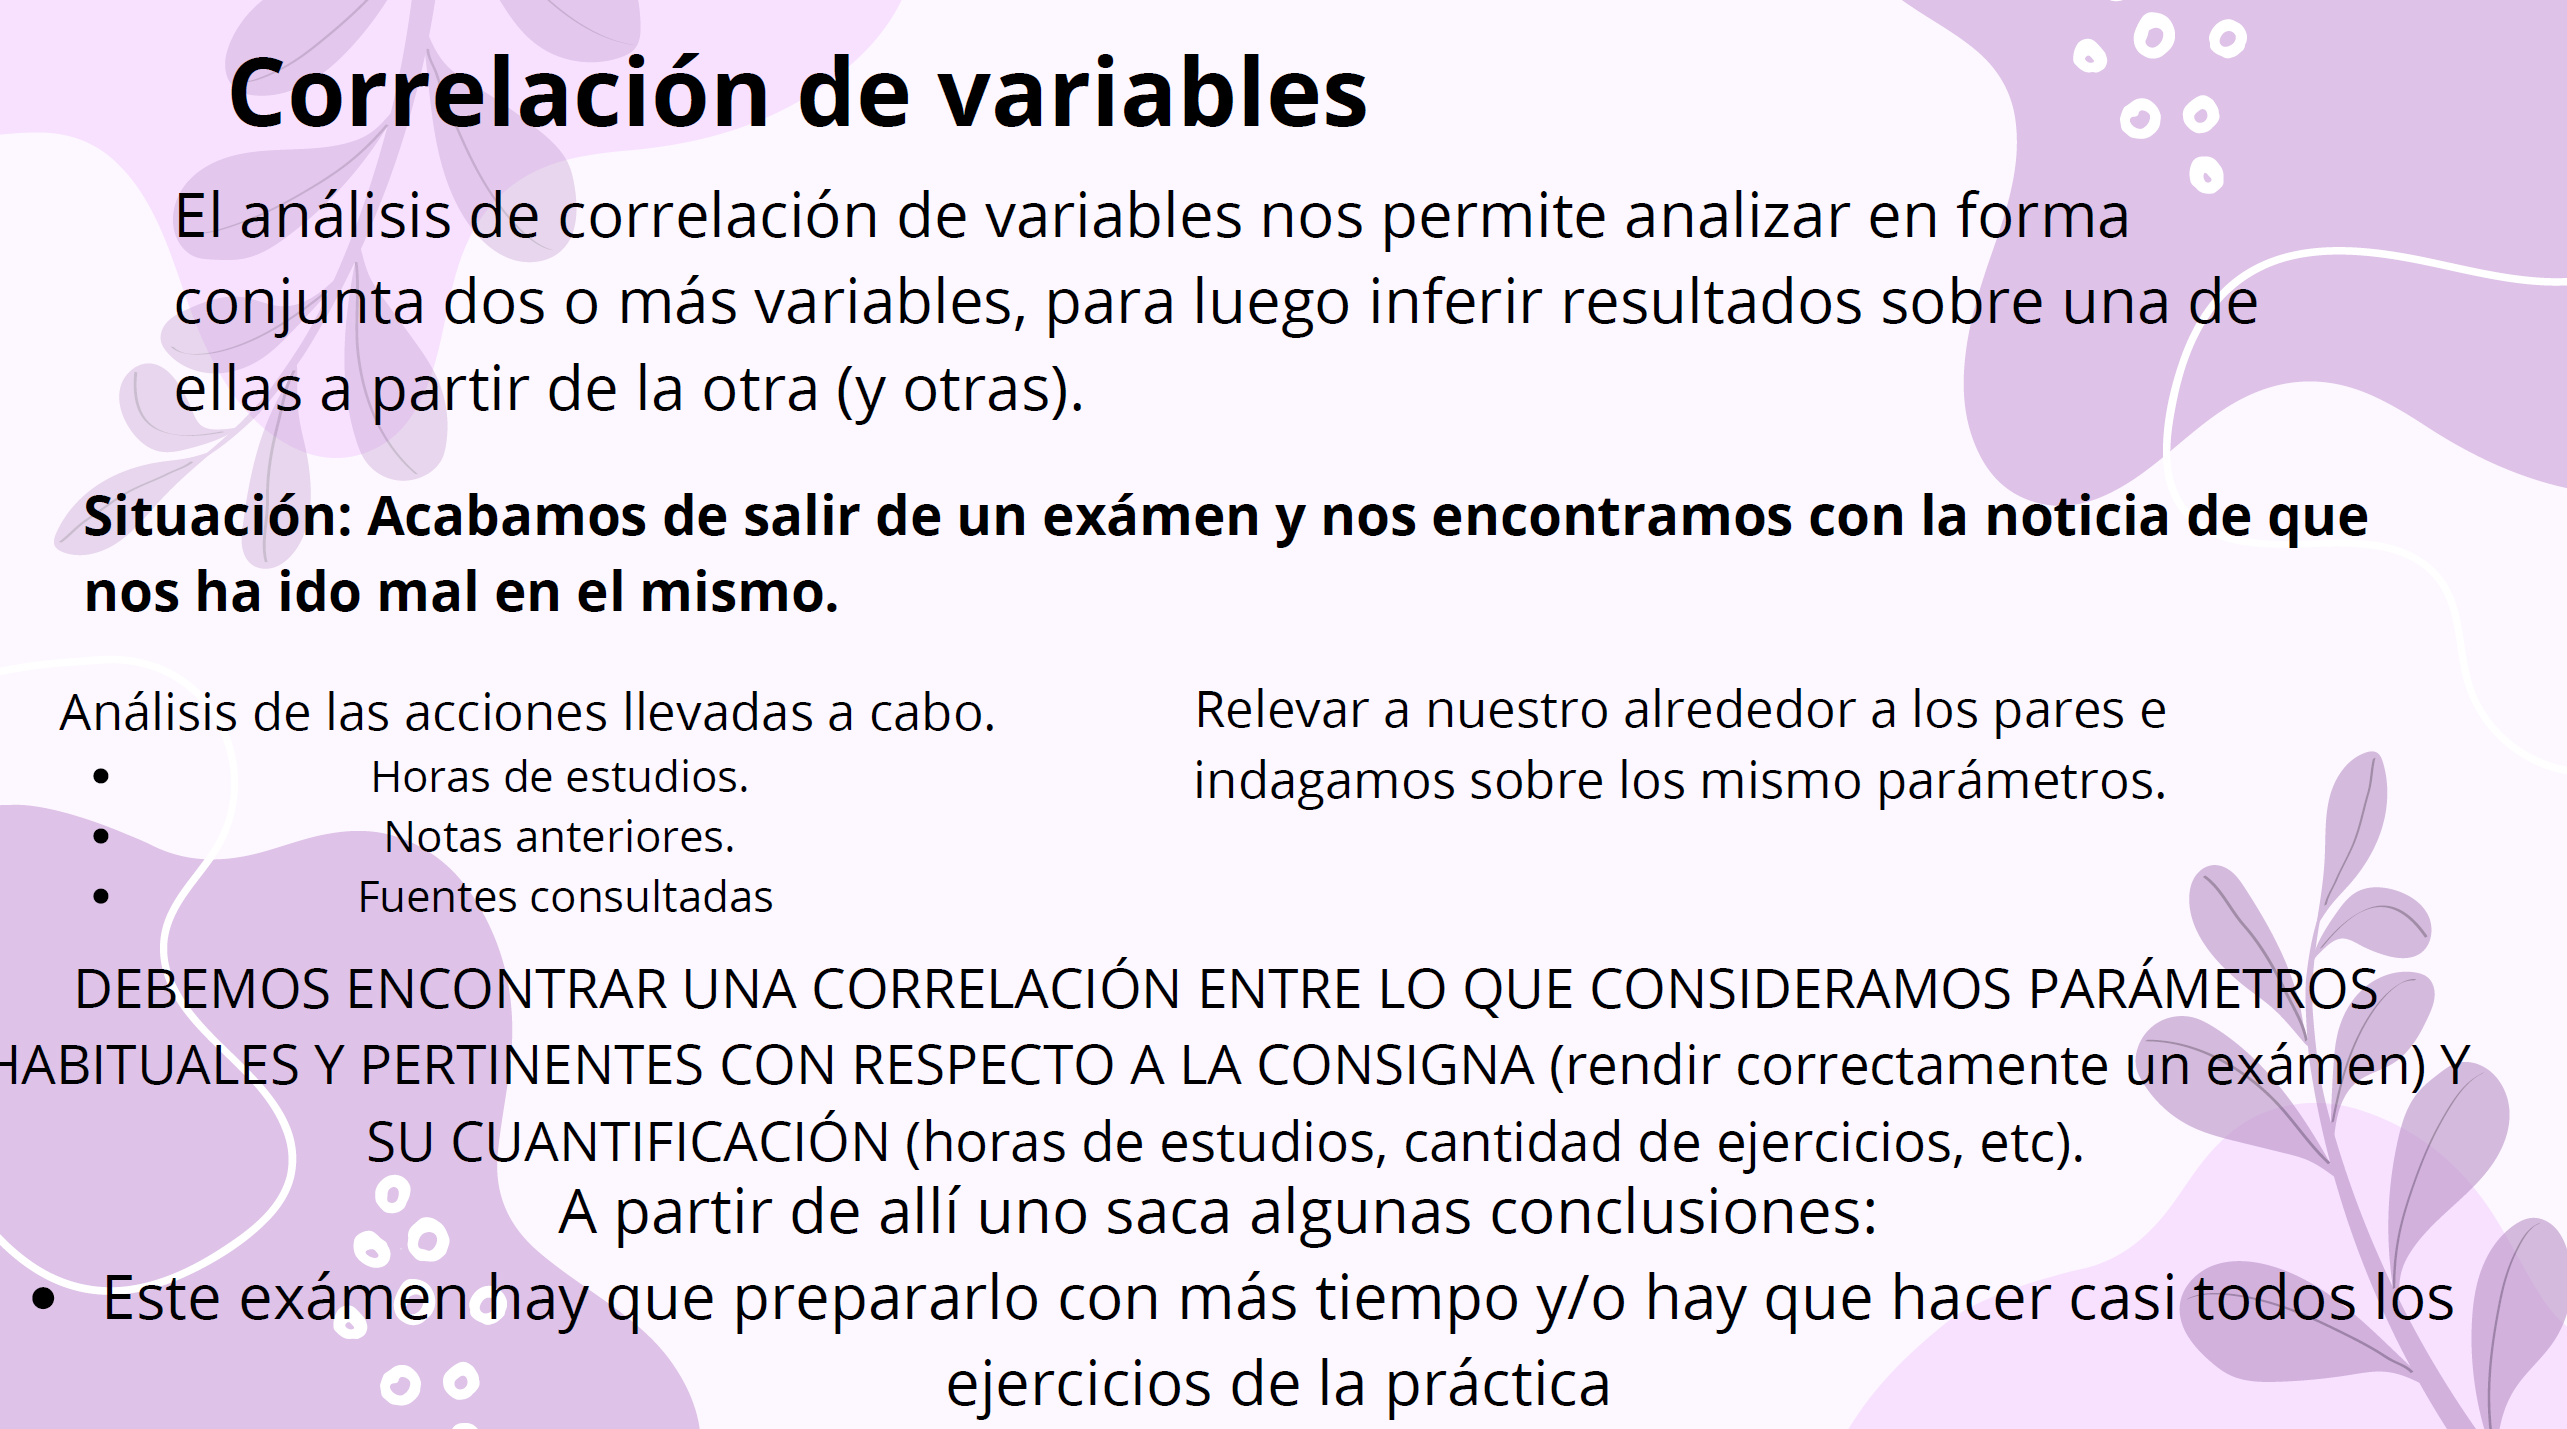 Correlación de variables
El análisis de correlación de variables nos permite analizar en forma
conjunta dos o más variables, para luego inferir resultados sobre una de
ellas a partir de la otra (y otras).
Situación: Acabamos de salir de un exámen y nos encontramos con la noticia de que
nos ha ido mal en el mismo.
Análisis de las acciones llevadas a cabo.
• Horas de estudios.
• Notas anteriores.
• Fuentes consultadas
Relevar a nuestro alrededor a los pares e
indagamos sobre los mismo parámetros.
DEBEMOS ENCONTRAR UNA CORRELACIÓN ENTRE LO QUE CONSIDERAMOS PARÁMETROS
HABITUALES Y PERTINENTES CON RESPECTO A LA CONSIGNA (rendir correctamente un exámen) Y
SU CUANTIFICACIÓN (horas de estudios, cantidad de ejercicios, etc).
A partir de allí uno saca algunas conclusiones:
• Este exámen hay que prepararlo con más tiempo y/o hay que hacer casi todos los
ejercicios de la práctica